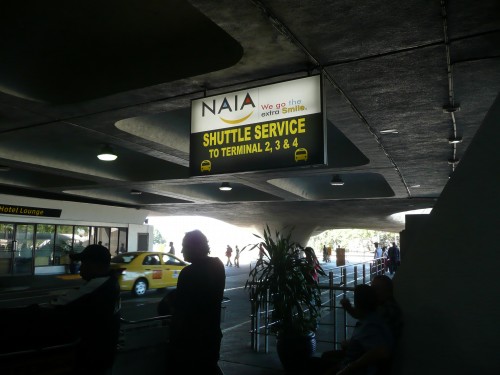 NAIA
We go the
extra Smile.
SHUTTLE SERVICE
TO TERMINAL 2, 3 & 4
Hotel Lounge